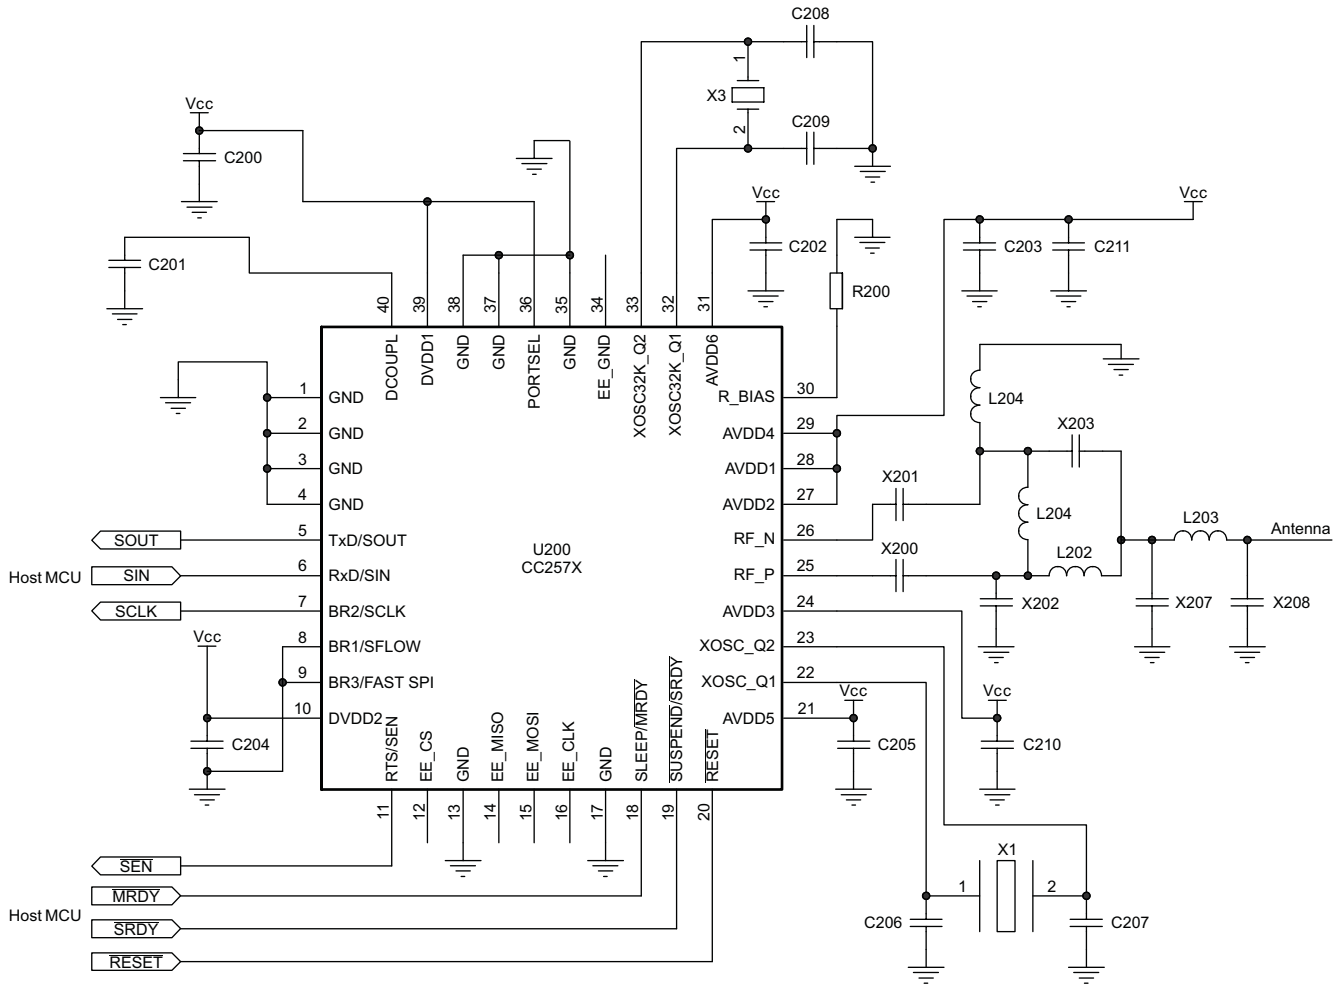 C208
1
X3
2
C209
Vcc
C200
C201
Vcc
C202
Vcc
C203
C211
R200
40
39
38
37
36
35
34
33
32
31
DCOUPL
DVDD1
GND
GND
PORTSEL
GND
EE_GND
XOSC32K_Q2
XOSC32K_Q1
AVDD6
1
GND
2
GND
3
GND
4
GND
SOUT
5
TxD/SOUT
Host MCU
SIN
6
RxD/SIN
SCLK
7
BR2/SCLK
Vcc
8
BR1/SFLOW
9
BR3/FAST SPI
10
DVDD2
C204
U200
CC257X
R_BIAS
30
AVDD4
29
AVDD1
28
AVDD2
27
RF_N
26
RF_P
25
AVDD3
24
XOSC_Q2
23
XOSC_Q1
22
AVDD5
21
L204
X203
X201
L204
L203
Antenna
X200
L202
X202
X207
X208
Vcc
C205
Vcc
C210
RTS/SEN
EE_CS
GND
EE_MISO
EE_MOSI
EE_CLK
GND
SLEEP/MRDY
SUSPEND/SRDY
RESET
11
12
13
14
15
16
17
18
19
20
SEN
MRDY
Host MCU
SRDY
RESET
X1
1
2
C206
C207